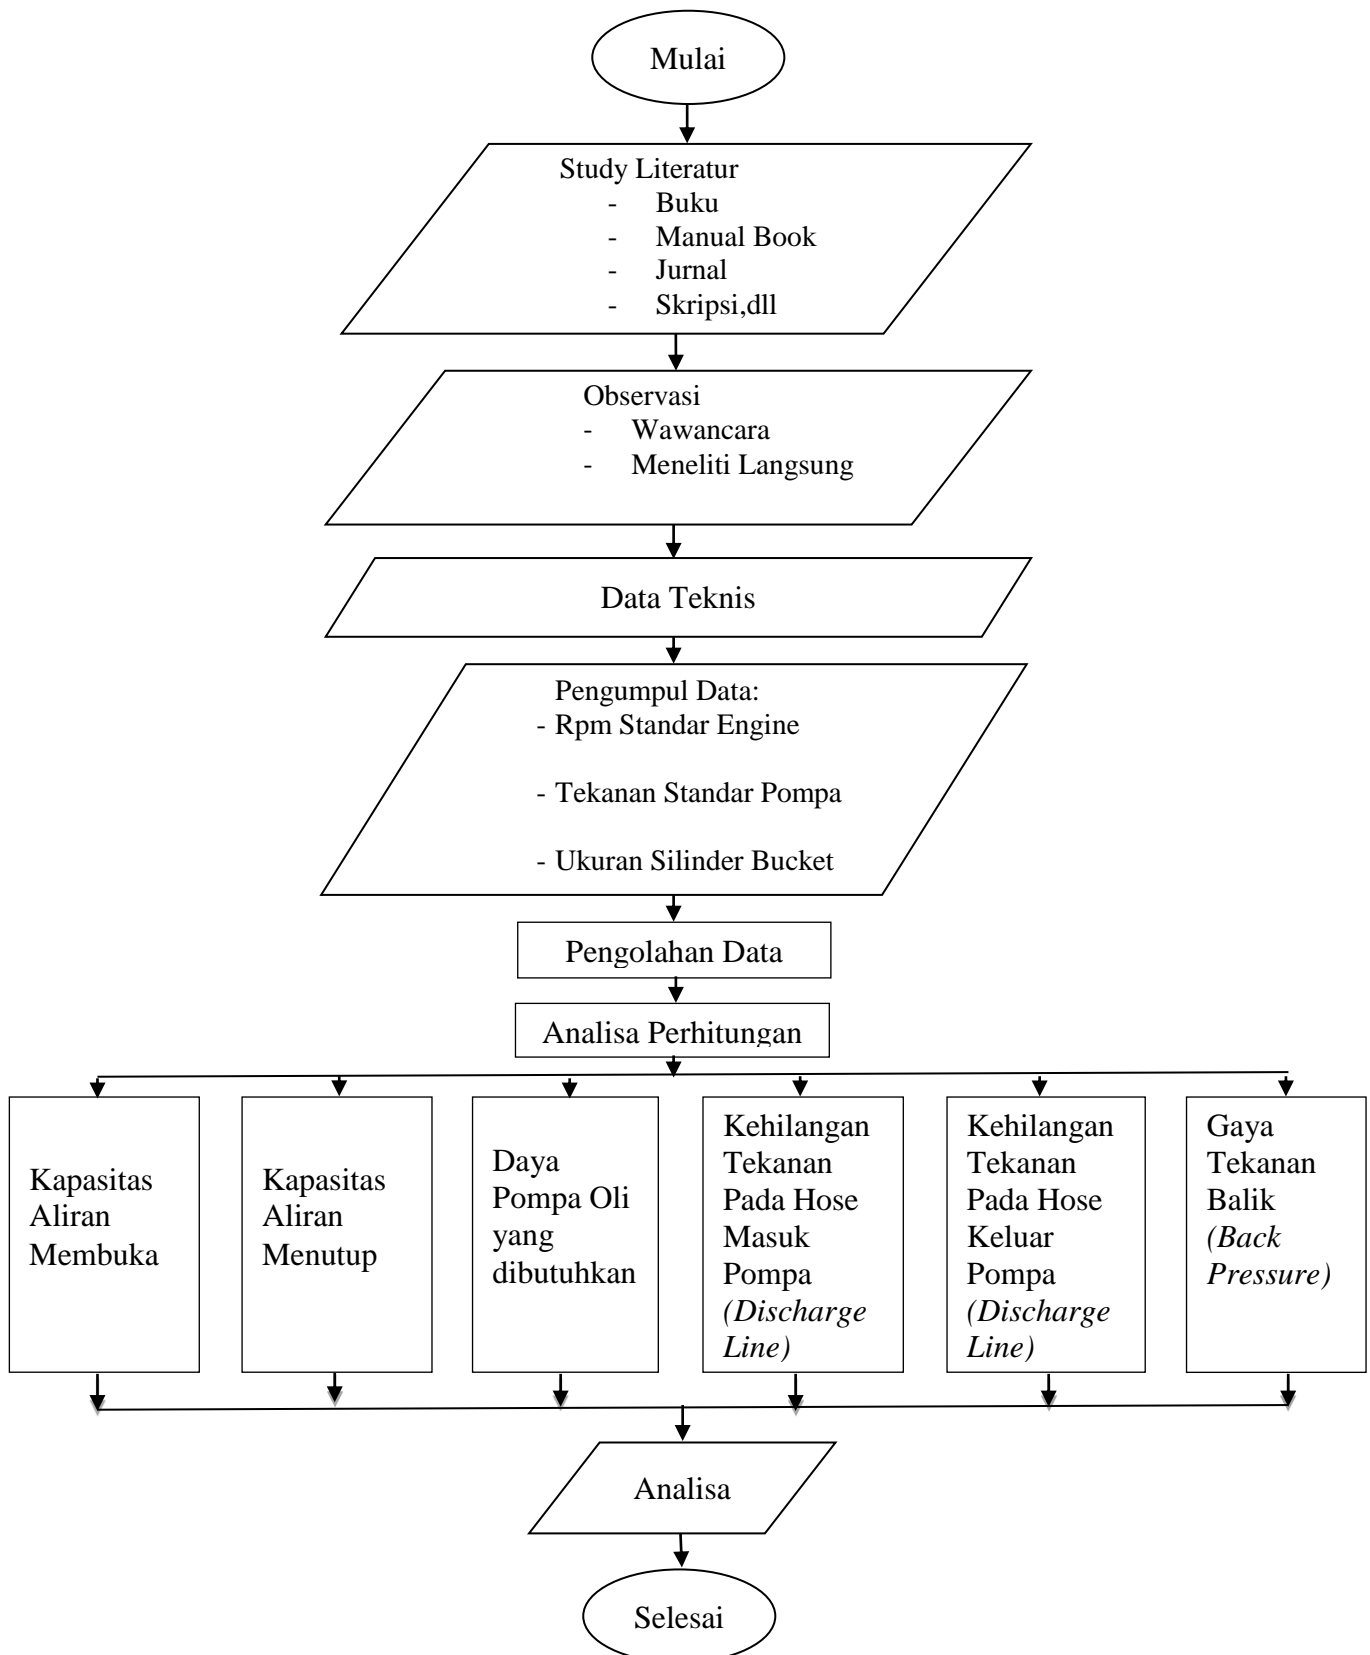 Mulai
Study Literatur
- Buku
- Manual Book
- Jurnal
- Skripsi,dll
Observasi
- Wawancara
- Meneliti Langsung
Data Teknis
Pengumpul Data:
- Rpm Standar Engine
- Tekanan Standar Pompa
- Ukuran Silinder Bucket
Pengolahan Data
Analisa Perhitungan
Kapasitas
Aliran
Membuka
Kapasitas
Aliran
Menutup
Daya
Pompa Oli
yang
dibutuhkan
Kehilangan
Tekanan
Pada Hose
Masuk
Pompa
(Discharge
Line)
Kehilangan
Tekanan
Pada Hose
Keluar
Pompa
(Discharge
Line)
Gaya
Tekanan
Balik
(Back
Pressure)
Analisa
Selesai